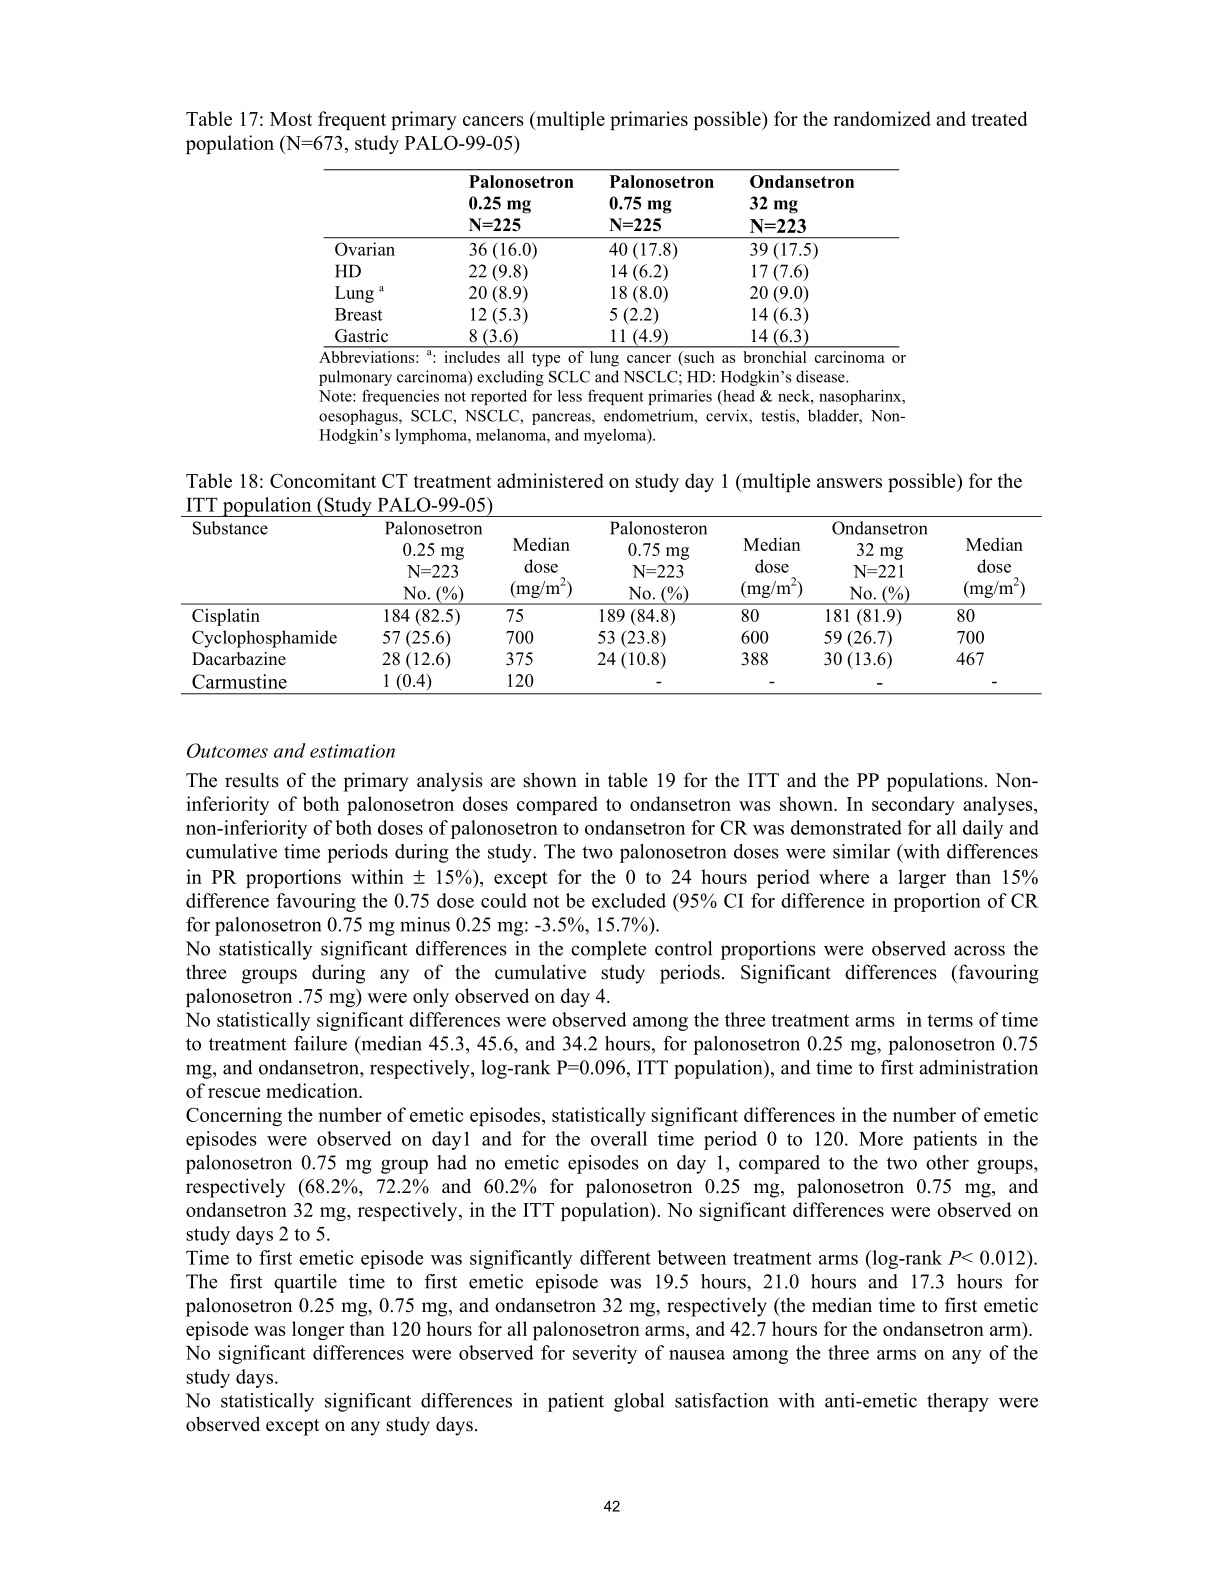 Table 17: Most frequent primary cancers (multiple primaries possible) for the randomized and treated
population (N=673, study PALO-99-05)
Palonosetron Palonosetron Ondansetron
0.25 mg 0.75 mg 32 mg
N=225 N=225 N=223
Ovarian 36 (16.0) 40 (17.8) 39 (17.5)
HD 22 (9.8) 14 (6.2) 17 (7.6)
Lung a 20 (8.9) 18 (8.0) 20 (9.0)
Breast 12 (5.3) 5 (2.2) 14 (6.3)
Gastric 8 (3.6) 11 (4.9) 14 (6.3)
Abbreviations: a: includes all type of lung cancer (such as bronchial carcinoma or
pulmonary carcinoma) excluding SCLC and NSCLC; HD: Hodgkin's disease.
Note: frequencies not reported for less frequent primaries (head & neck, nasopharinx,
oesophagus, SCLC, NSCLC, pancreas, endometrium, cervix, testis, bladder, Non-
Hodgkin's lymphoma, melanoma, and myeloma).
Table 18: Concomitant CT treatment administered on study day 1 (multiple answers possible) for the
ITT population (Study PALO-99-05)
Substance Palonosetron Palonosteron Ondansetron
0.25 mg Median 0.75 mg Median 32 mg Median
N=223 dose N=223 dose N=221 dose
No. (%) (mg/m2) No. (%) (mg/m2) No. (%) (mg/m2)
Cisplatin 184 (82.5) 75 189 (84.8) 80 181 (81.9) 80
Cyclophosphamide 57 (25.6) 700 53 (23.8) 600 59 (26.7) 700
Dacarbazine 28 (12.6) 375 24 (10.8) 388 30 (13.6) 467
Carmustine 1 (0.4) 120 - - - -
Outcomes and estimation
The results of the primary analysis are shown in table 19 for the ITT and the PP populations. Non-
inferiority of both palonosetron doses compared to ondansetron was shown. In secondary analyses,
non-inferiority of both doses of palonosetron to ondansetron for CR was demonstrated for all daily and
cumulative time periods during the study. The two palonosetron doses were similar (with differences
in PR proportions within ± 15%), except for the 0 to 24 hours period where a larger than 15%
difference favouring the 0.75 dose could not be excluded (95% CI for difference in proportion of CR
for palonosetron 0.75 mg minus 0.25 mg: -3.5%, 15.7%).
No statistically significant differences in the complete control proportions were observed across the
three groups during any of the cumulative study periods. Significant differences (favouring
palonosetron .75 mg) were only observed on day 4.
No statistically significant differences were observed among the three treatment arms in terms of time
to treatment failure (median 45.3, 45.6, and 34.2 hours, for palonosetron 0.25 mg, palonosetron 0.75
mg, and ondansetron, respectively, log-rank P=0.096, ITT population), and time to first administration
of rescue medication.
Concerning the number of emetic episodes, statistically significant differences in the number of emetic
episodes were observed on day1 and for the overall time period 0 to 120. More patients in the
palonosetron 0.75 mg group had no emetic episodes on day 1, compared to the two other groups,
respectively (68.2%, 72.2% and 60.2% for palonosetron 0.25 mg, palonosetron 0.75 mg, and
ondansetron 32 mg, respectively, in the ITT population). No significant differences were observed on
study days 2 to 5.
Time to first emetic episode was significantly different between treatment arms (log-rank P< 0.012).
The first quartile time to first emetic episode was 19.5 hours, 21.0 hours and 17.3 hours for
palonosetron 0.25 mg, 0.75 mg, and ondansetron 32 mg, respectively (the median time to first emetic
episode was longer than 120 hours for all palonosetron arms, and 42.7 hours for the ondansetron arm).
No significant differences were observed for severity of nausea among the three arms on any of the
study days.
No statistically significant differences in patient global satisfaction with anti-emetic therapy were
observed except on any study days.
42